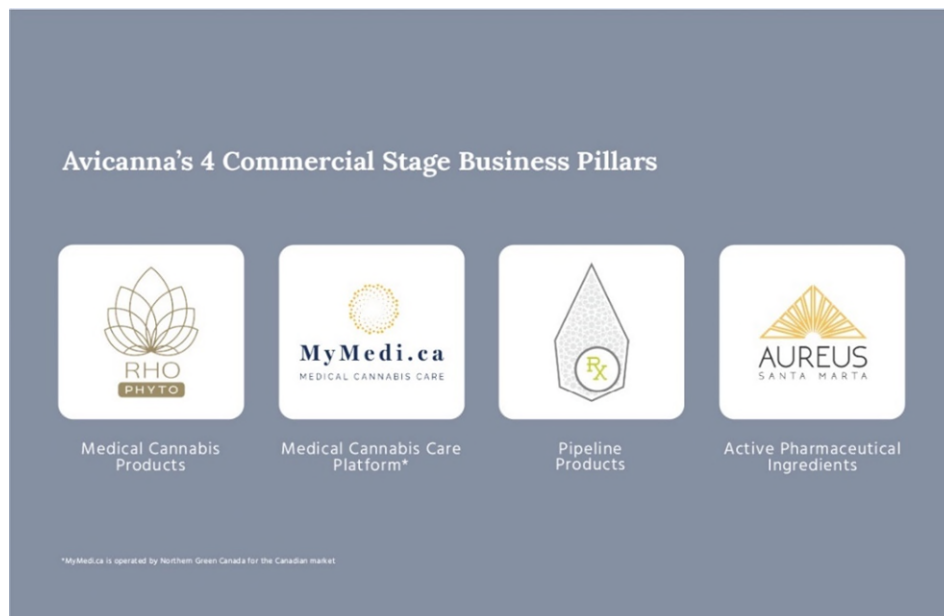 Avicanna's 4 Commercial Stage Business Pillars
RHO
PHYTO
MyMedi.ca
MEDICAL CANNABIS CARE
RX
AUREUS
SANTA MARTA
Medical Cannabis
Products
Medical Cannabis Care
Platform*
Pipeline
Products
Active Pharmaceutical
Ingredients
*MyMedi.ca is operated by Northern Green Canada for the Canadian market